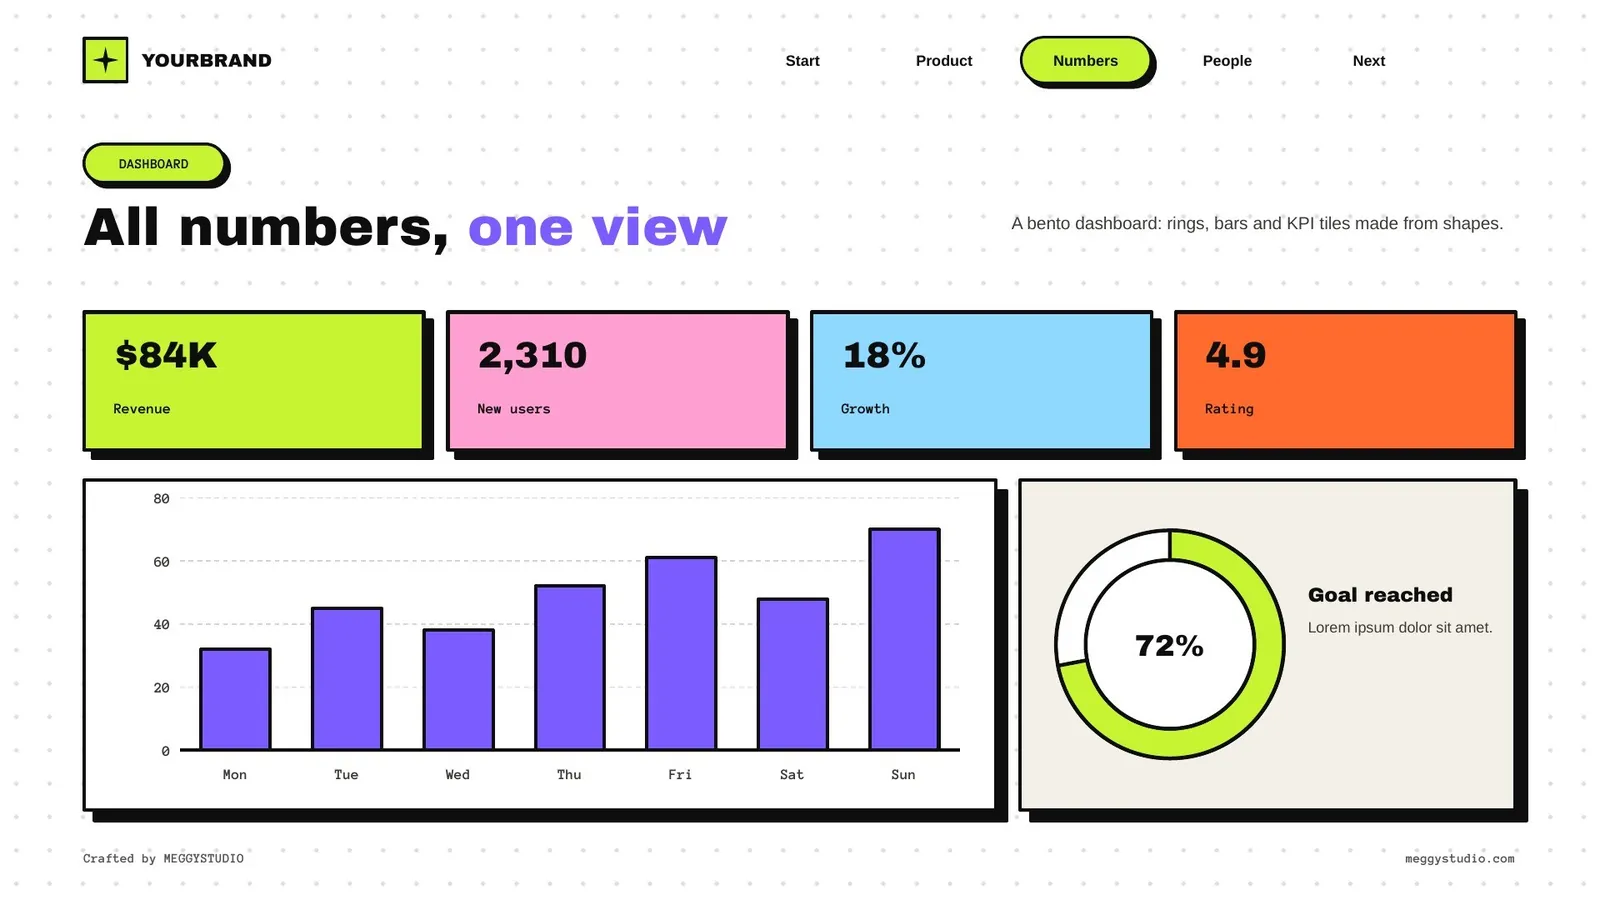 YOURBRAND
Start
Product
Numbers
People
Next
DASHBOARD
All numbers, one view
A bento dashboard: rings, bars and KPI tiles made from shapes.
$84K
Revenue
2,310
New users
18%
Growth
4.9
Rating
80
60
40
20
0
Mon
Tue
Wed
Thu
Fri
Sat
Sun
72%
Goal reached
Lorem ipsum dolor sit amet.
Crafted by MEGGYSTUDIO
meggystudio.com